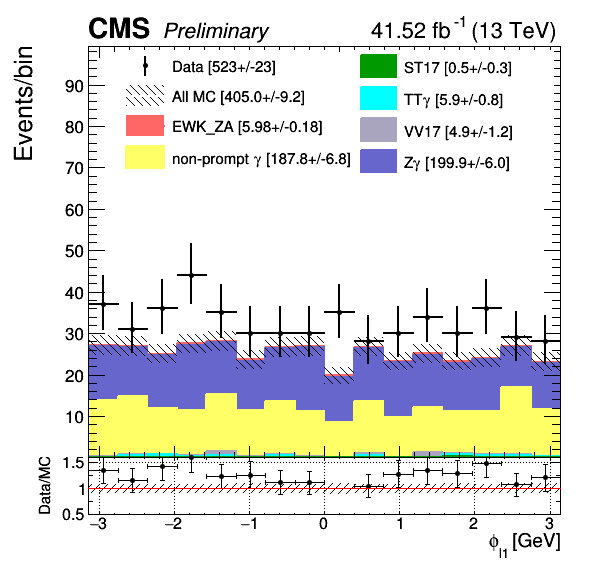 CMS Preliminary 41.52 fb⁻¹ (13 TeV)
Events/bin
Data [523+/-23]
All MC [405.0+/-9.2]
EWK_ZA [5.98+/-0.18]
non-prompt γ [187.8+/-6.8]
ST17 [0.5+/-0.3]
TTγ [5.9+/-0.8]
VV17 [4.9+/-1.2]
Zγ [199.9+/-6.0]
90
80
70
60
50
40
30
20
10
Data/MC
1.5
1
0.5
−3 −2 −1 0 1 2 3
ϕ_l1 [GeV]